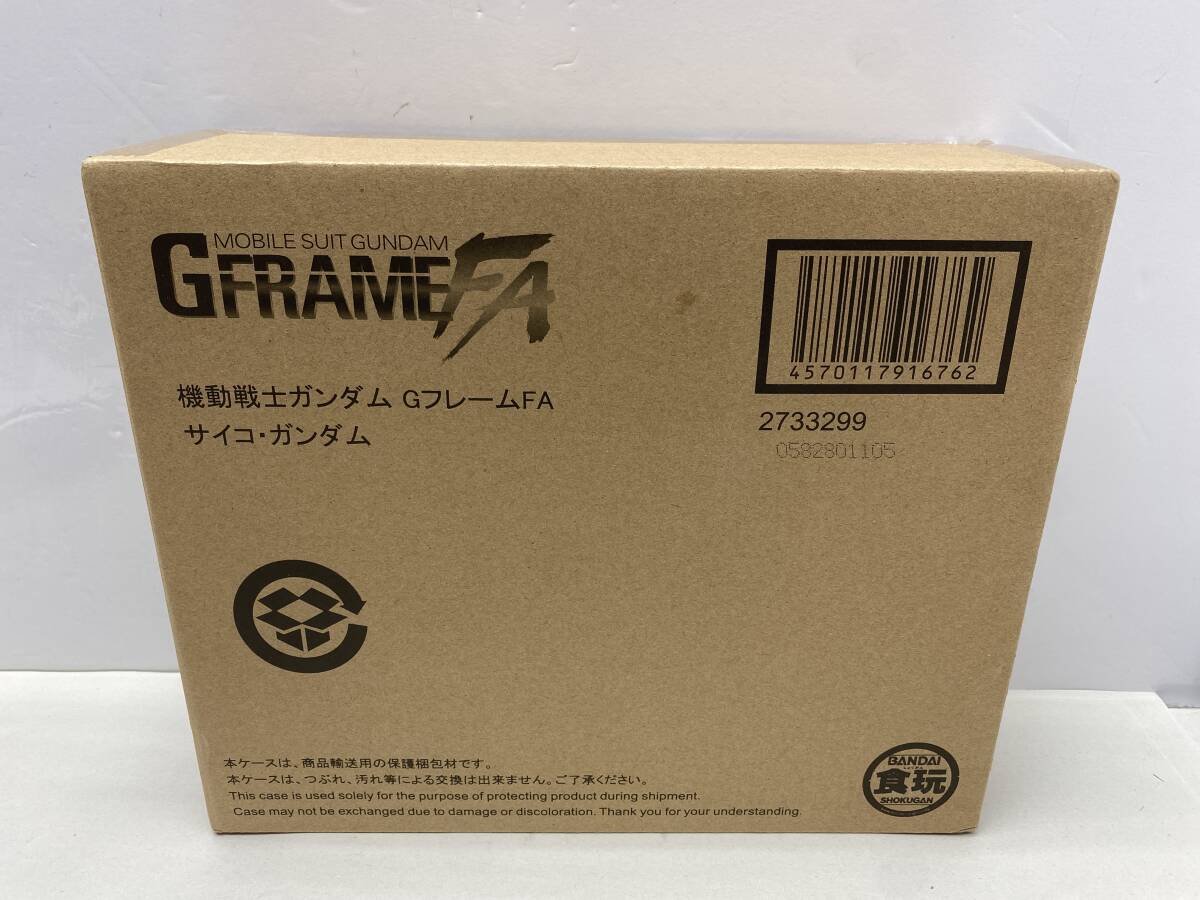 MOBILE SUIT GUNDAM
GFRAMEFA
機動戦士ガンダム GフレームFA
サイコ・ガンダム
4570117916762
2733299
0582801105
本ケースは、商品輸送用の保護梱包材です。
本ケースは、つぶれ、汚れ等による交換は出来ません。ご了承ください。
This case is used solely for the purpose of protecting product during shipment.
Case may not be exchanged due to damage or discoloration. Thank you for your understanding.
BANDAI
食玩
SHOKUGAN